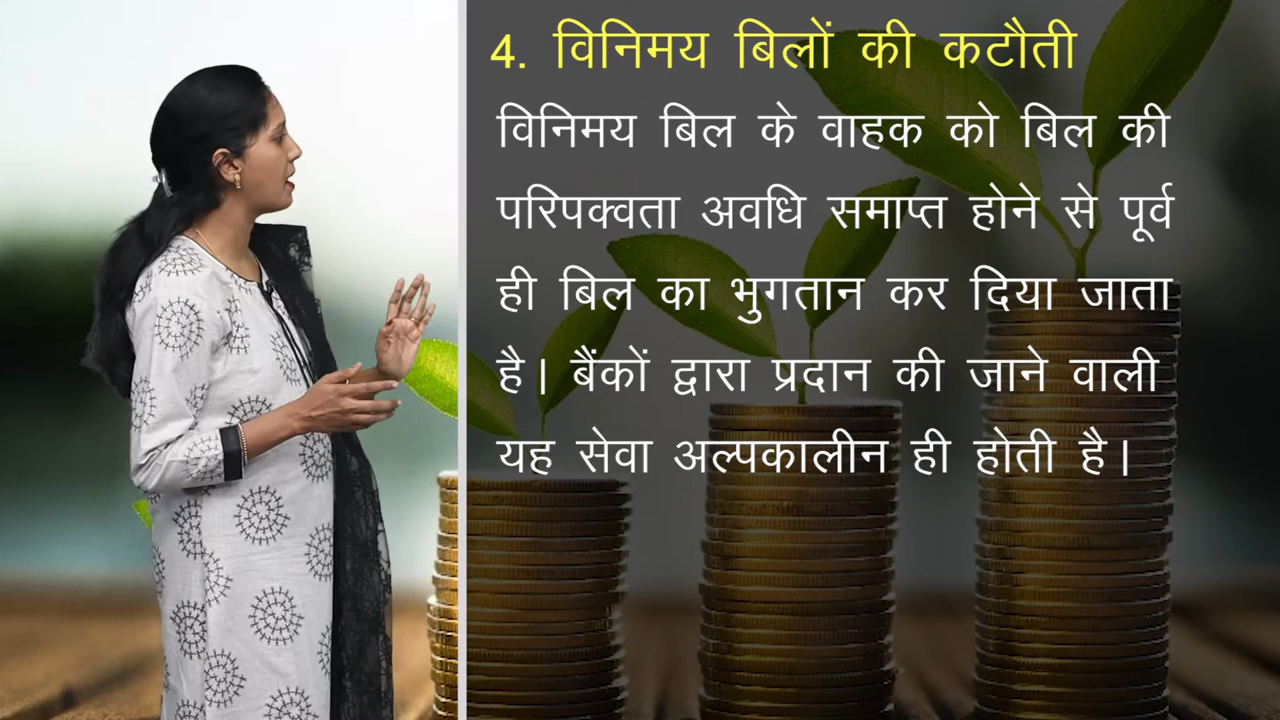 4. विनिमय बिलों की कटौती
विनिमय बिल के वाहक को बिल की
परिपक्वता अवधि समाप्त होने से पूर्व
ही बिल का भुगतान कर दिया जाता
है। बैंकों द्वारा प्रदान की जाने वाली
यह सेवा अल्पकालीन ही होती है।